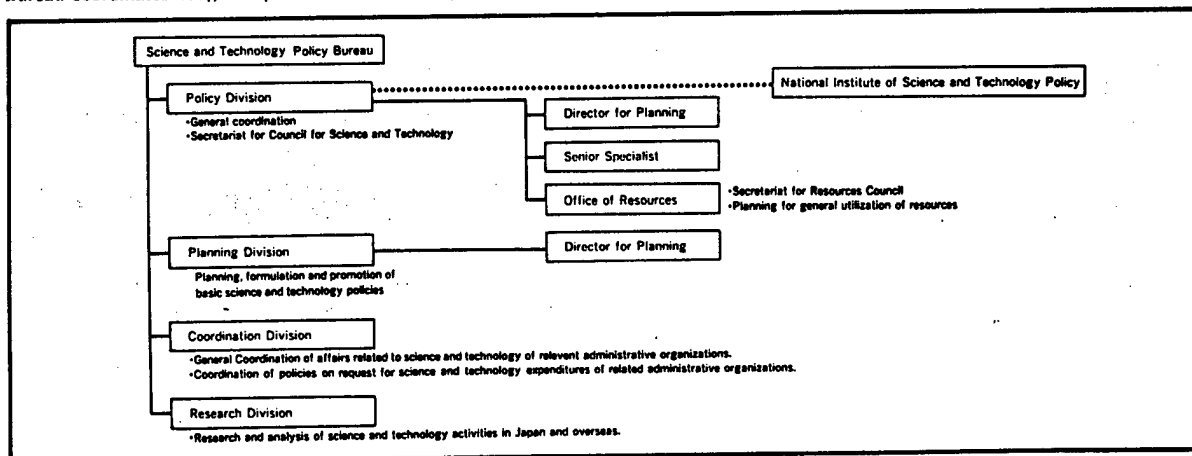 Science and Technology Policy Bureau
National Institute of Science and Technology Policy
Policy Division
•General coordination
•Secretariat for Council for Science and Technology
Director for Planning
Senior Specialist
Office of Resources
•Secretariat for Resources Council
•Planning for general utilization of resources
Planning Division
Director for Planning
Planning, formulation and promotion of
basic science and technology policies
Coordination Division
•General Coordination of affairs related to science and technology of relevent administrative organizations.
•Coordination of policies on request for science and technology expenditures of related administrative organizations.
Research Division
•Research and analysis of science and technology activities in Japan and overseas.